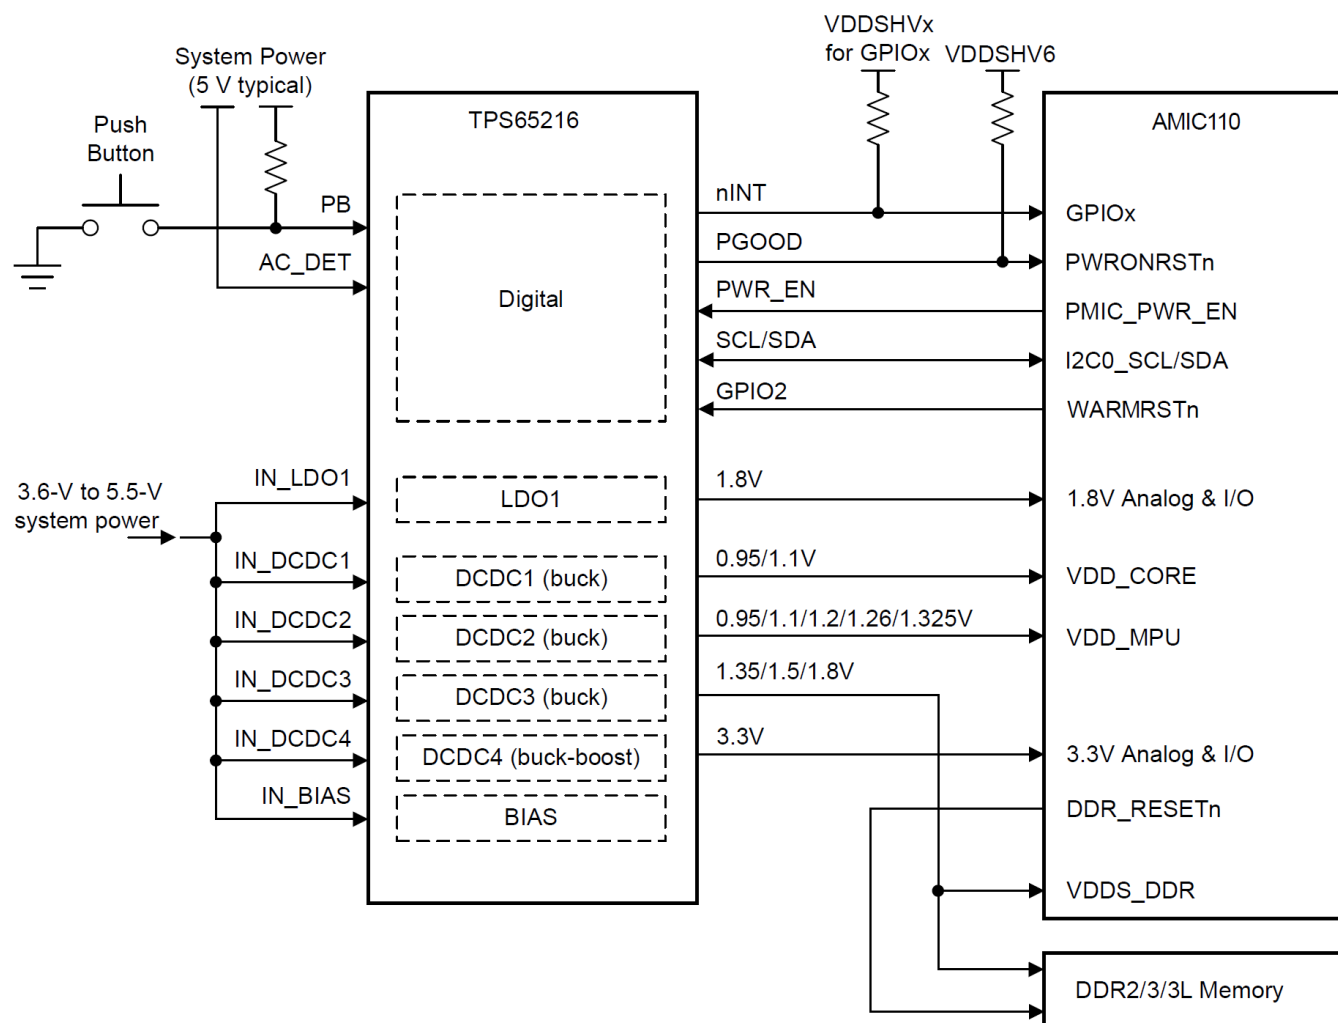 System Power
(5 V typical)
Push
Button
PB
AC_DET
3.6-V to 5.5-V
system power
IN_LDO1
IN_DCDC1
IN_DCDC2
IN_DCDC3
IN_DCDC4
IN_BIAS
TPS65216
Digital
LDO1
DCDC1 (buck)
DCDC2 (buck)
DCDC3 (buck)
DCDC4 (buck-boost)
BIAS
VDDSHVx
for GPIOx
VDDSHV6
nINT
PGOOD
PWR_EN
SCL/SDA
GPIO2
1.8V
0.95/1.1V
0.95/1.1/1.2/1.26/1.325V
1.35/1.5/1.8V
3.3V
AMIC110
GPIOx
PWRONRSTn
PMIC_PWR_EN
I2C0_SCL/SDA
WARMRSTn
1.8V Analog & I/O
VDD_CORE
VDD_MPU
3.3V Analog & I/O
DDR_RESETn
VDDS_DDR
DDR2/3/3L Memory